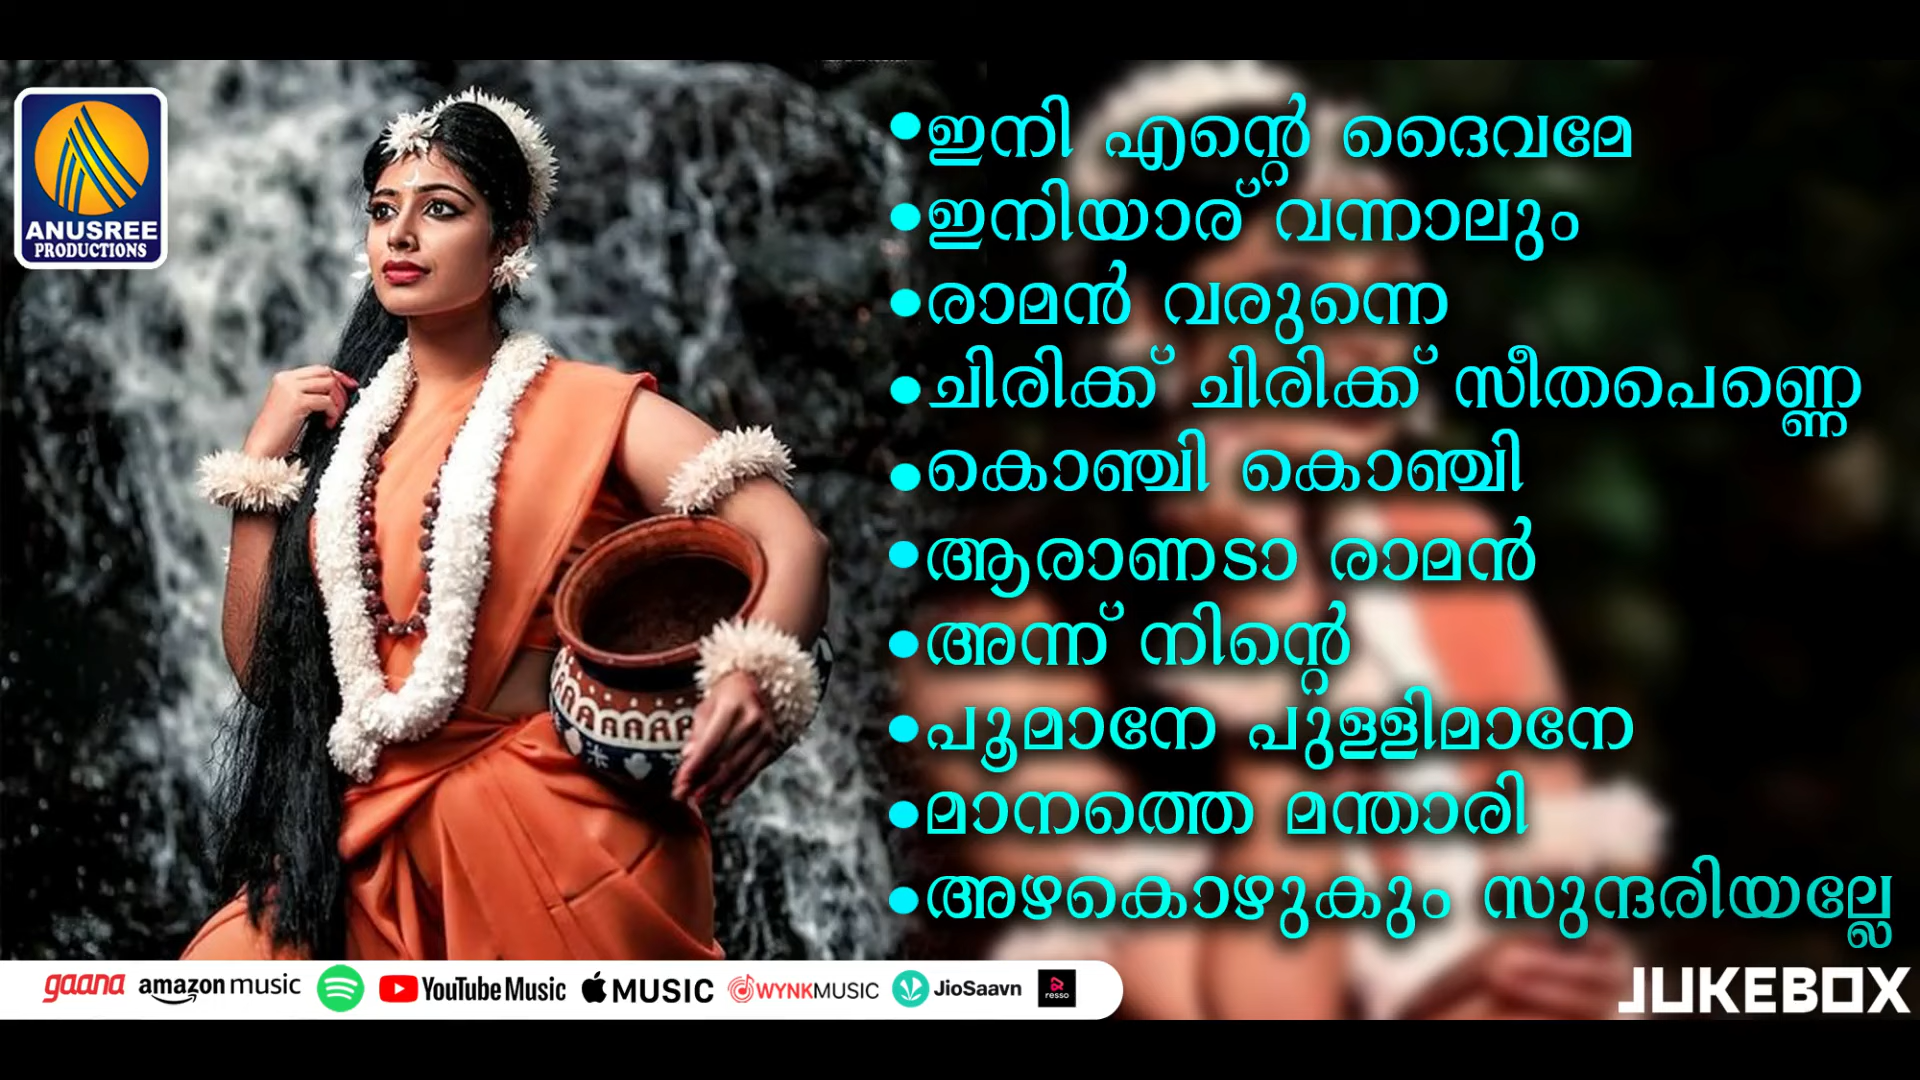 ANUSREE
PRODUCTIONS
•ഇനി എന്റെ ദൈവമേ
•ഇനിയാര് വന്നാലും
•രാമൻ വരുന്നെ
•ചിരിക്ക് ചിരിക്ക് സീതപെണ്ണെ
•കൊഞ്ചി കൊഞ്ചി
•ആരാണടാ രാമൻ
•അന്ന് നിന്റെ
•പൂമാനേ പുള്ളിമാനേ
•മാനത്തെ മന്താരി
•അഴകൊഴുകും സുന്ദരിയല്ലേ
gaana amazon music YouTube Music MUSIC WYNKMUSIC JioSaavn resso
JUKEBOX